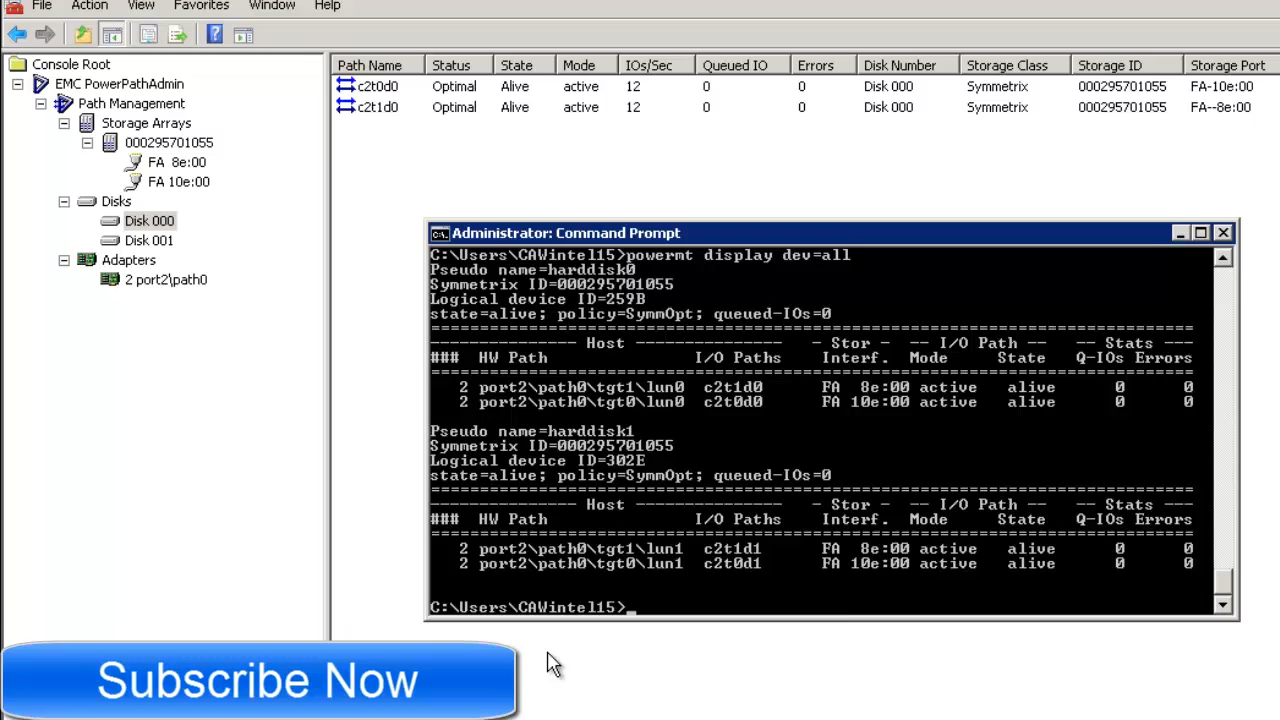 File Action View Favorites Window Help
Console Root
EMC PowerPathAdmin
Path Management
Storage Arrays
000295701055
FA 8e:00
FA 10e:00
Disks
Disk 000
Disk 001
Adapters
2 port2\path0
Path Name Status State Mode IOs/Sec Queued IO Errors Disk Number Storage Class Storage ID Storage Port
c2t0d0 Optimal Alive active 12 0 0 Disk 000 Symmetrix 000295701055 FA-10e:00
c2t1d0 Optimal Alive active 12 0 0 Disk 000 Symmetrix 000295701055 FA--8e:00
Administrator: Command Prompt
C:\Users\CAWintel15>powermt display dev=all
Pseudo name=harddisk0
Symmetrix ID=000295701055
Logical device ID=259B
state=alive; policy=SymmOpt; queued-IOs=0
==============================================================================
--------------- Host --------------- - Stor - -- I/O Path -- -- Stats ---
### HW Path I/O Paths Interf. Mode State Q-IOs Errors
==============================================================================
2 port2\path0\tgt1\lun0 c2t1d0 FA 8e:00 active alive 0 0
2 port2\path0\tgt0\lun0 c2t0d0 FA 10e:00 active alive 0 0
Pseudo name=harddisk1
Symmetrix ID=000295701055
Logical device ID=302E
state=alive; policy=SymmOpt; queued-IOs=0
==============================================================================
--------------- Host --------------- - Stor - -- I/O Path -- -- Stats ---
### HW Path I/O Paths Interf. Mode State Q-IOs Errors
==============================================================================
2 port2\path0\tgt1\lun1 c2t1d1 FA 8e:00 active alive 0 0
2 port2\path0\tgt0\lun1 c2t0d1 FA 10e:00 active alive 0 0
C:\Users\CAWintel15>_
Subscribe Now